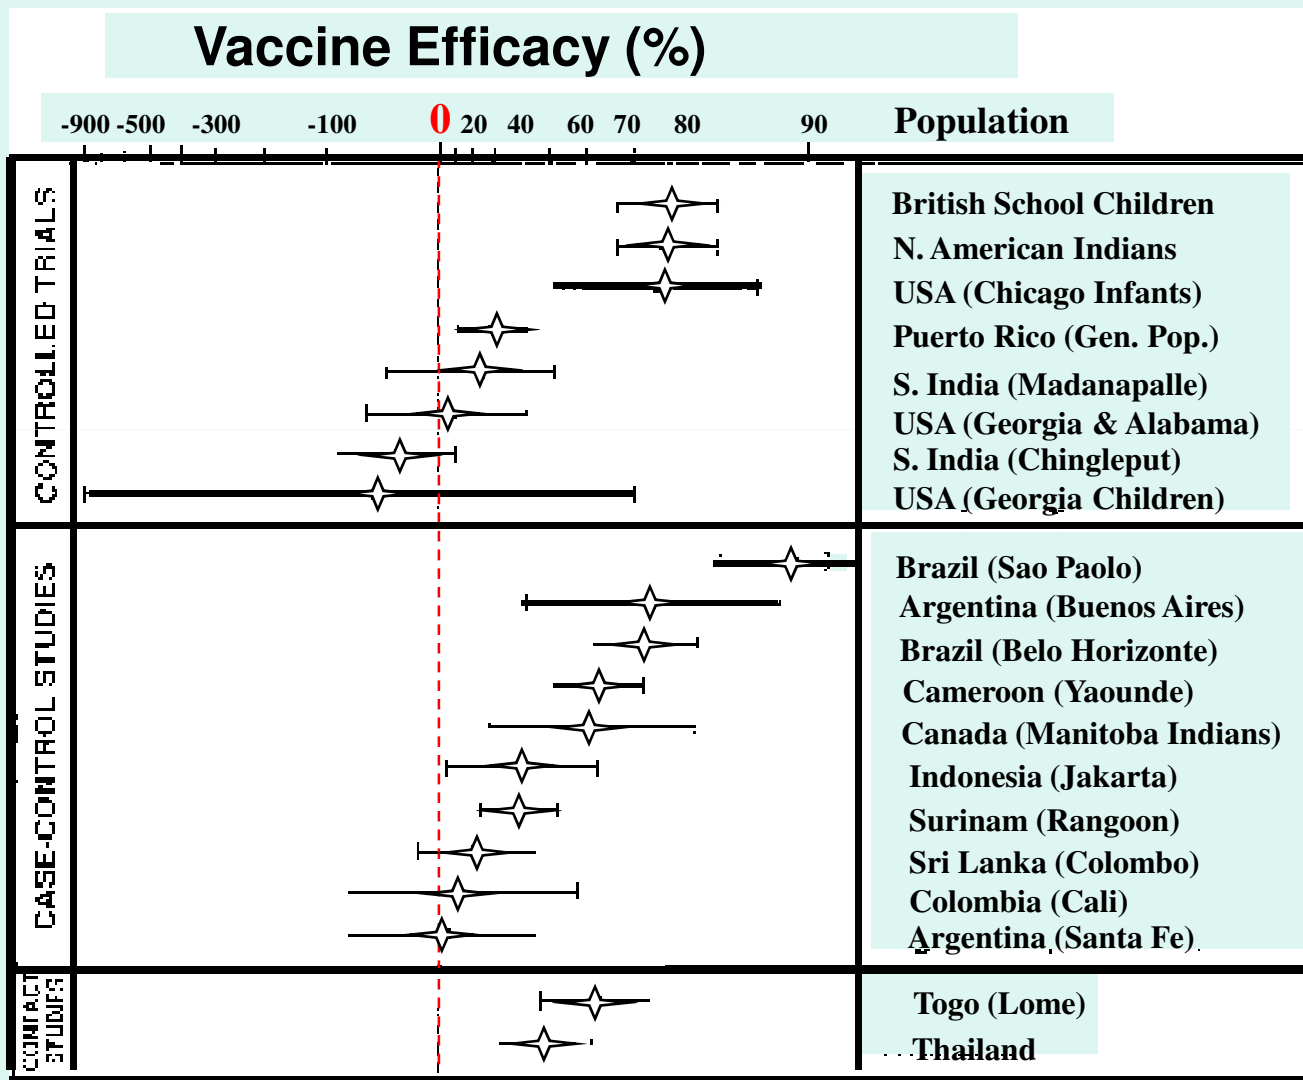 Vaccine Efficacy (%)
-900 -500 -300 -100 0 20 40 60 70 80 90 Population
CONTROLLED TRIALS
British School Children
N. American Indians
USA (Chicago Infants)
Puerto Rico (Gen. Pop.)
S. India (Madanapalle)
USA (Georgia & Alabama)
S. India (Chingleput)
USA (Georgia Children)
CASE-CONTROL STUDIES
Brazil (Sao Paolo)
Argentina (Buenos Aires)
Brazil (Belo Horizonte)
Cameroon (Yaounde)
Canada (Manitoba Indians)
Indonesia (Jakarta)
Surinam (Rangoon)
Sri Lanka (Colombo)
Colombia (Cali)
Argentina (Santa Fe)
CONTACT
STUDIES
Togo (Lome)
Thailand